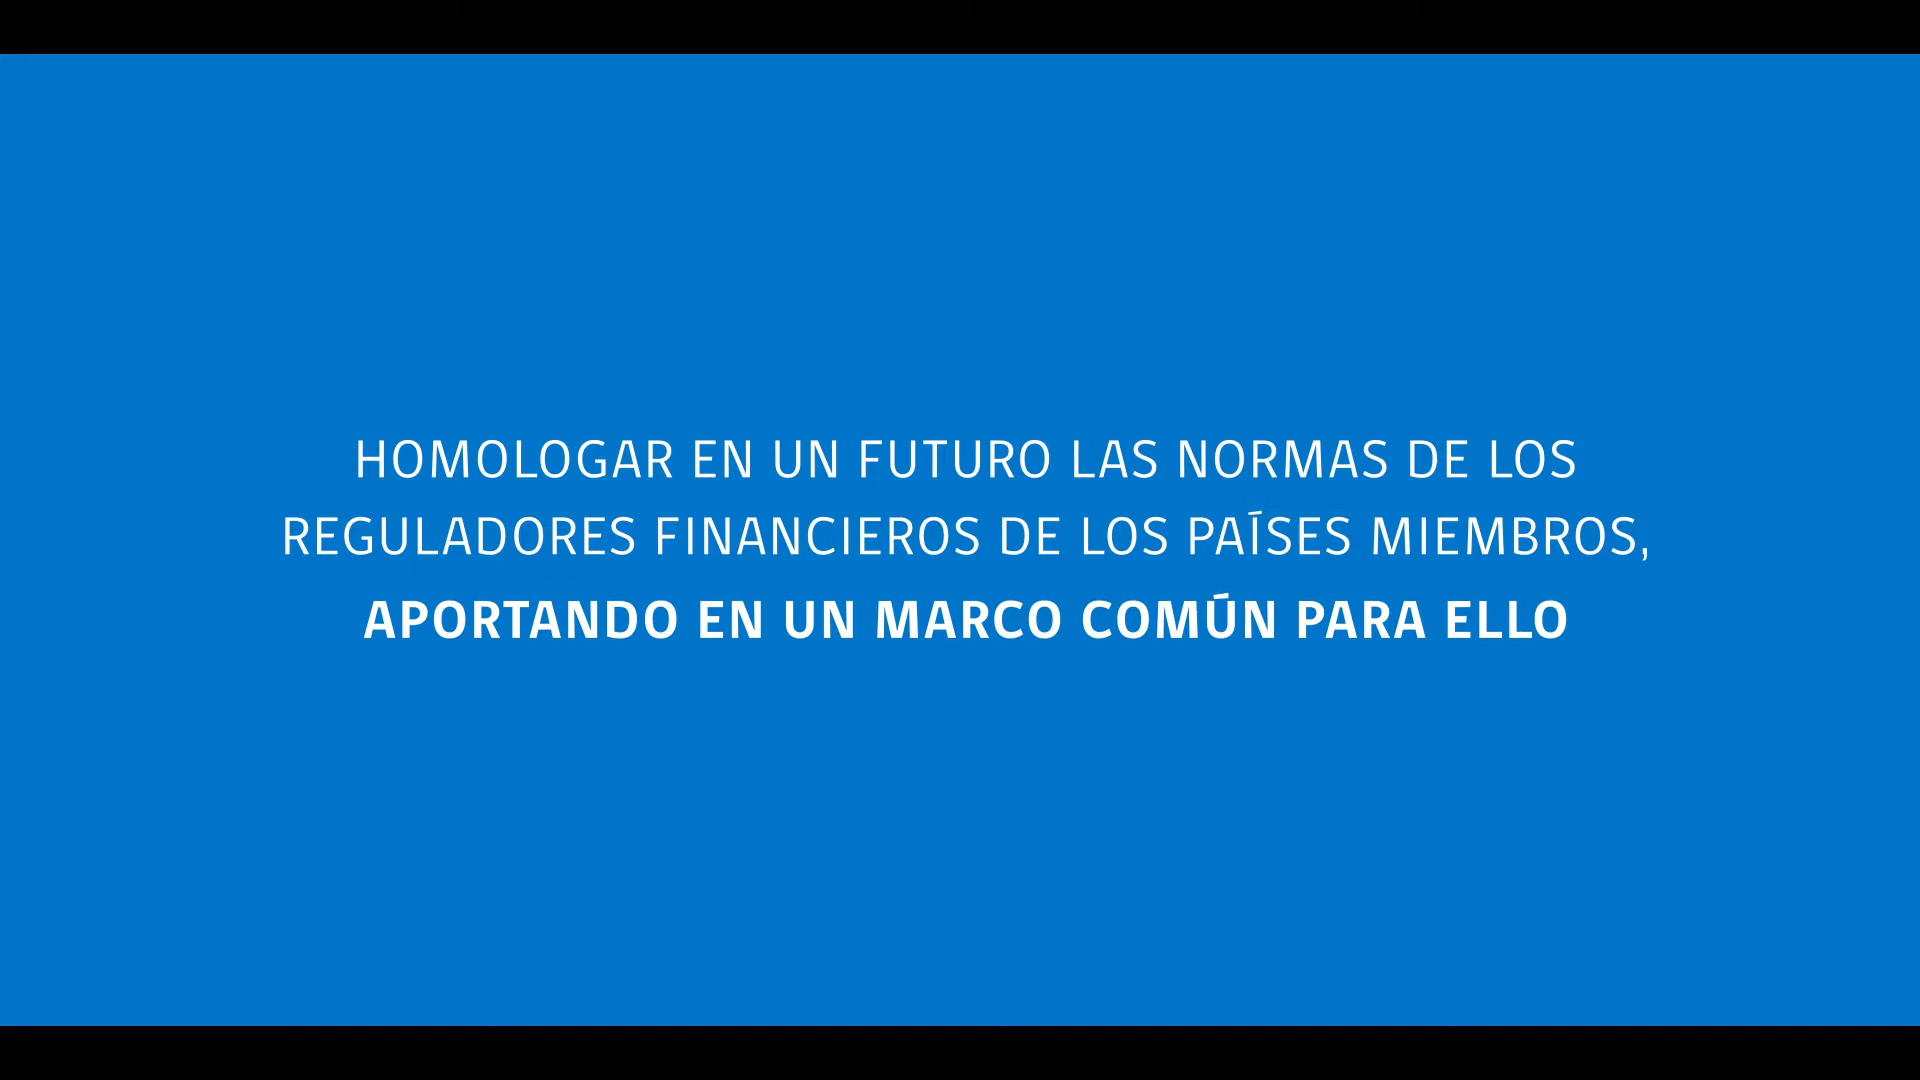 HOMOLOGAR EN UN FUTURO LAS NORMAS DE LOS
REGULADORES FINANCIEROS DE LOS PAÍSES MIEMBROS,
APORTANDO EN UN MARCO COMÚN PARA ELLO